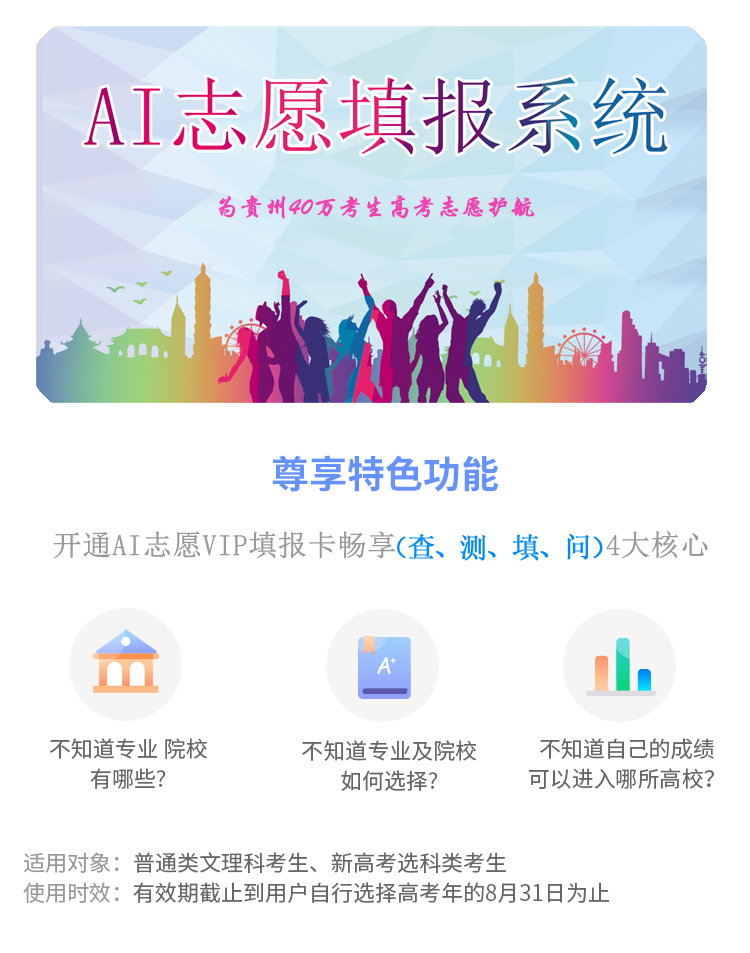 AI志愿填报系统
为贵州40万考生高考志愿护航
尊享特色功能
开通AI志愿VIP填报卡畅享(查、测、填、问)4大核心
A+
不知道专业 院校
有哪些?
不知道专业及院校
如何选择?
不知道自己的成绩
可以进入哪所高校?
适用对象：普通类文理科考生、新高考选科类考生
使用时效：有效期截止到用户自行选择高考年的8月31日为止